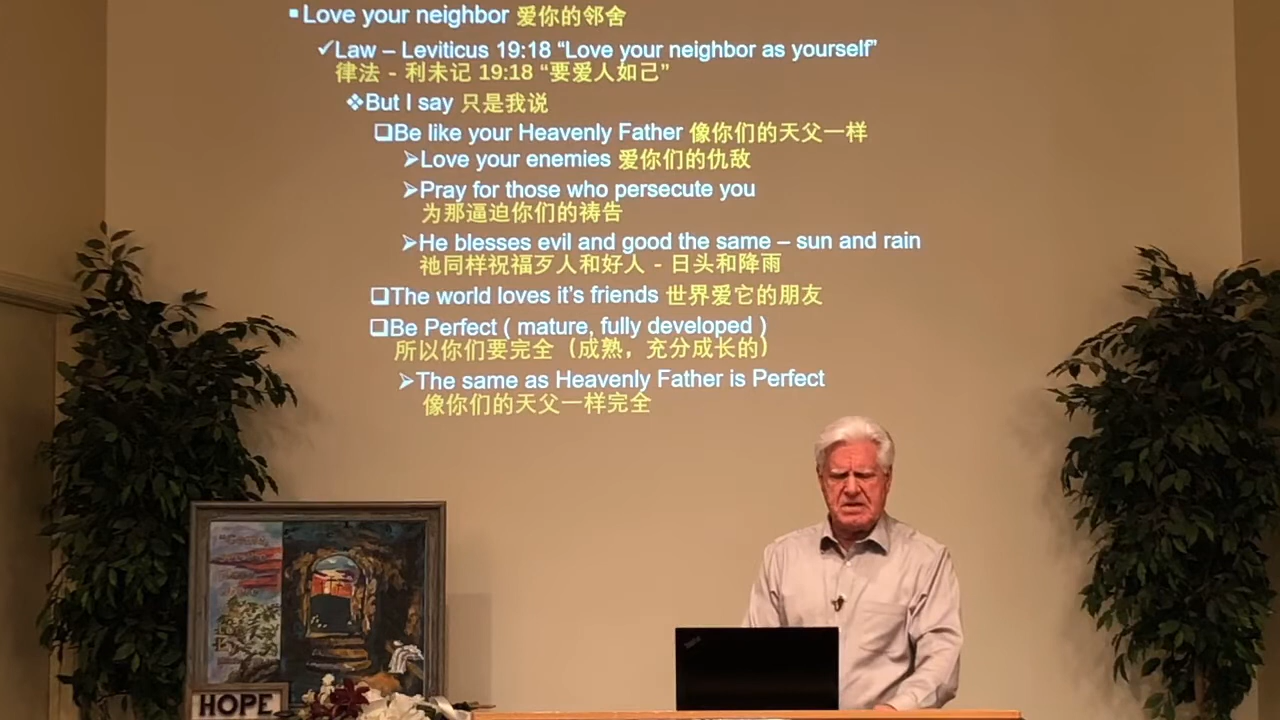 ▪Love your neighbor 爱你的邻舍
✓Law – Leviticus 19:18 “Love your neighbor as yourself”
律法 - 利未记 19:18 “要爱人如己”
❖But I say 只是我说
❑Be like your Heavenly Father 像你们的天父一样
➢Love your enemies 爱你们的仇敌
➢Pray for those who persecute you
为那逼迫你们的祷告
➢He blesses evil and good the same – sun and rain
祂同样祝福歹人和好人 - 日头和降雨
❑The world loves it’s friends 世界爱它的朋友
❑Be Perfect ( mature, fully developed )
所以你们要完全（成熟，充分成长的）
➢The same as Heavenly Father is Perfect
像你们的天父一样完全
HOPE